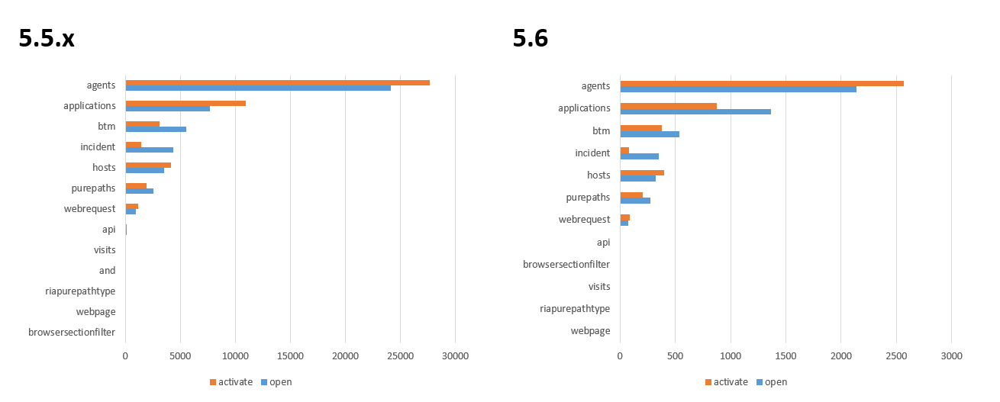 5.5.x
agents
applications
btm
incident
hosts
purepaths
webrequest
api
visits
and
riapurepathtype
webpage
browsersectionfilter
0 5000 10000 15000 20000 25000 30000
activate open
5.6
agents
applications
btm
incident
hosts
purepaths
webrequest
api
browsersectionfilter
visits
riapurepathtype
webpage
0 500 1000 1500 2000 2500 3000
activate open